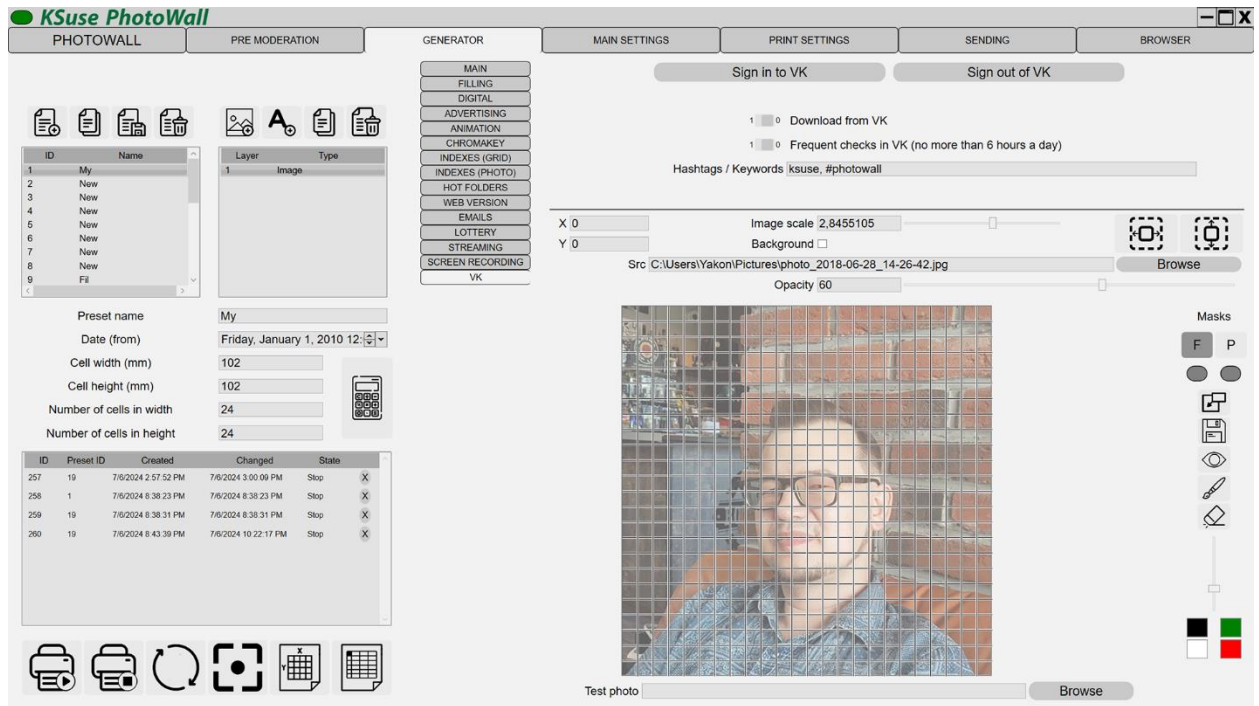 KSuse PhotoWall
PHOTOWALL PRE MODERATION GENERATOR MAIN SETTINGS PRINT SETTINGS SENDING BROWSER
ID Name
1 My
2 New
3 New
4 New
5 New
6 New
7 New
8 New
9 Fil
Layer Type
1 Image
Preset name My
Date (from) Friday, January 1, 2010 12:
Cell width (mm) 102
Cell height (mm) 102
Number of cells in width 24
Number of cells in height 24
ID Preset ID Created Changed State
257 19 7/6/2024 2:57:52 PM 7/6/2024 3:00:09 PM Stop X
258 1 7/6/2024 8:38:23 PM 7/6/2024 8:38:23 PM Stop X
259 19 7/6/2024 8:38:31 PM 7/6/2024 8:38:31 PM Stop X
260 19 7/6/2024 8:43:39 PM 7/6/2024 10:22:17 PM Stop X
MAIN
FILLING
DIGITAL
ADVERTISING
ANIMATION
CHROMAKEY
INDEXES (GRID)
INDEXES (PHOTO)
HOT FOLDERS
WEB VERSION
EMAILS
LOTTERY
STREAMING
SCREEN RECORDING
VK
Sign in to VK Sign out of VK
1 0 Download from VK
1 0 Frequent checks in VK (no more than 6 hours a day)
Hashtags / Keywords ksuse, #photowall
X 0 Image scale 2,8455105
Y 0 Background
Src C:\Users\Yakon\Pictures\photo_2018-06-28_14-26-42.jpg Browse
Opacity 60
Masks
F P
Test photo Browse